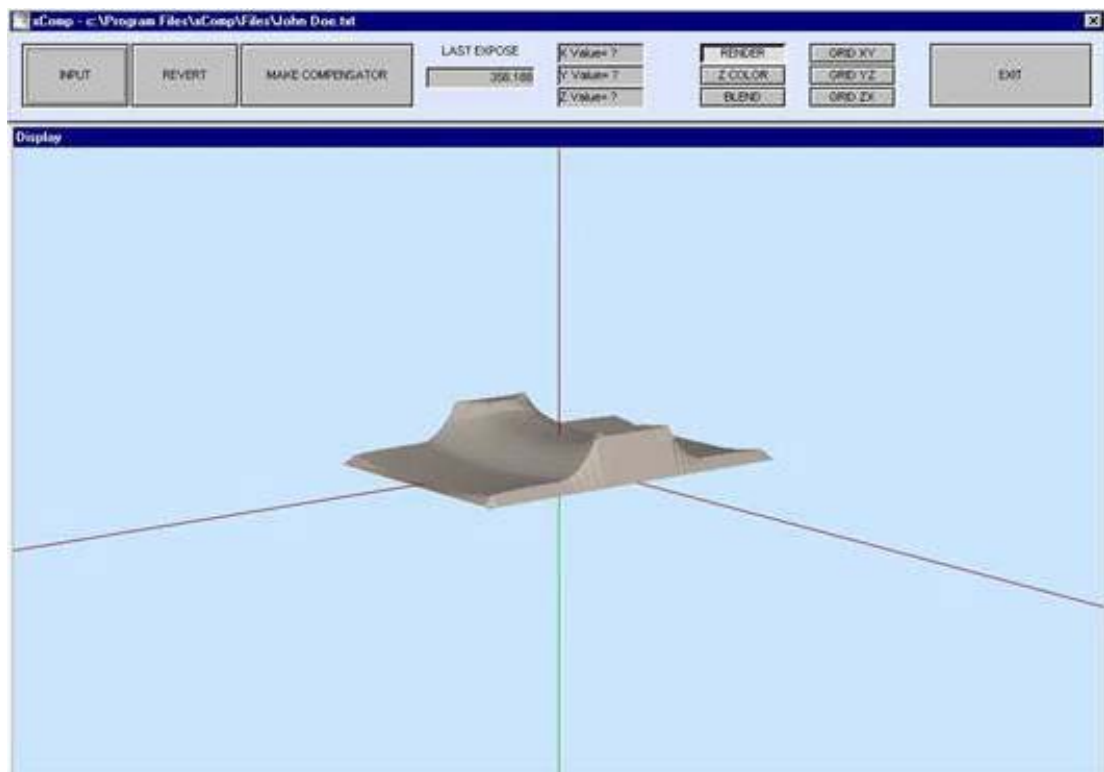 xComp - c:\Program Files\xComp\Files\John Doe.txt
INPUT
REVERT
MAKE COMPENSATOR
LAST EXPOSE
356.188
X Value= ?
Y Value= ?
Z Value= ?
RENDER
Z COLOR
BLEND
GRID XY
GRID YZ
GRID ZX
EXIT
Display